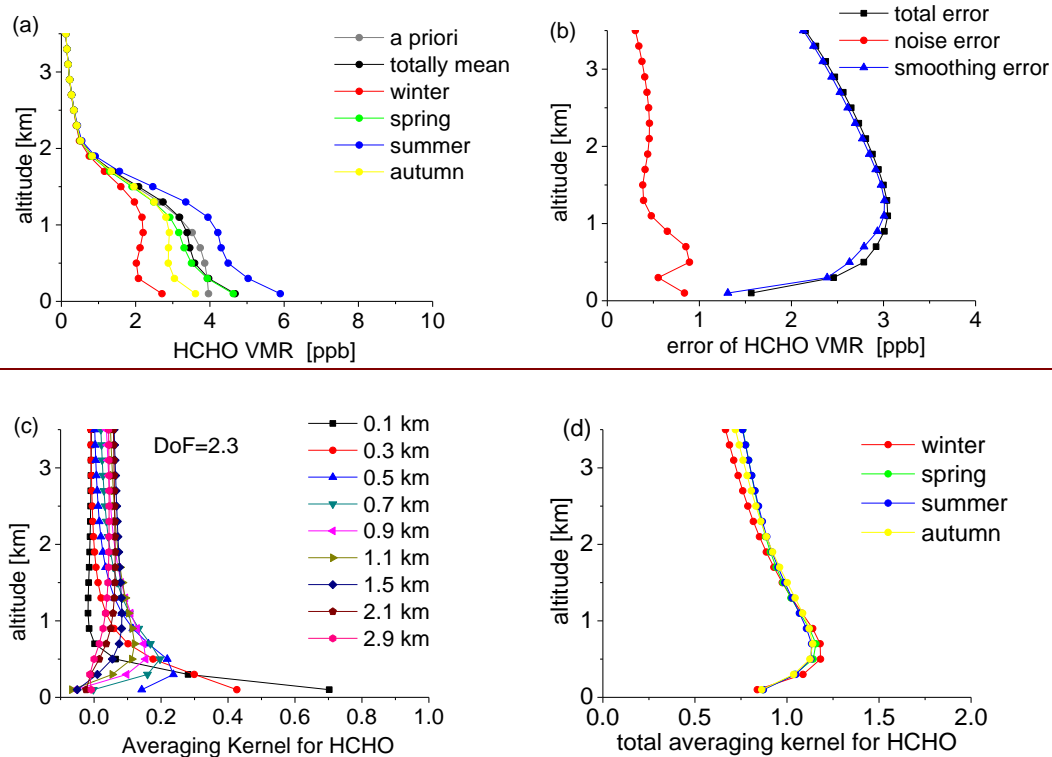 (a)
a priori
totally mean
winter
spring
summer
autumn
altitude [km]
3
2
1
0
0 2 4 6 8 10
HCHO VMR [ppb]
(b)
total error
noise error
smoothing error
altitude [km]
3
2
1
0
0 1 2 3 4
error of HCHO VMR [ppb]
(c)
DoF=2.3
0.1 km
0.3 km
0.5 km
0.7 km
0.9 km
1.1 km
1.5 km
2.1 km
2.9 km
altitude [km]
3
2
1
0
0.0 0.2 0.4 0.6 0.8 1.0
Averaging Kernel for HCHO
(d)
winter
spring
summer
autumn
altitude [km]
3
2
1
0
0.0 0.5 1.0 1.5 2.0
total averaging kernel for HCHO